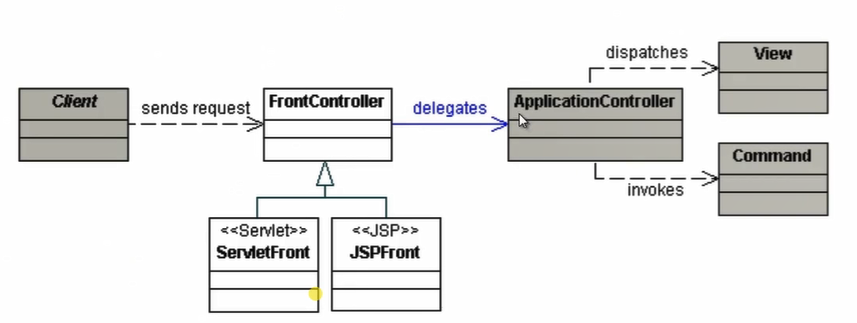 dispatches
View
Client
sends request
FrontController
delegates
ApplicationController
invokes
Command
<<Servlet>>
ServletFront
<<JSP>>
JSPFront